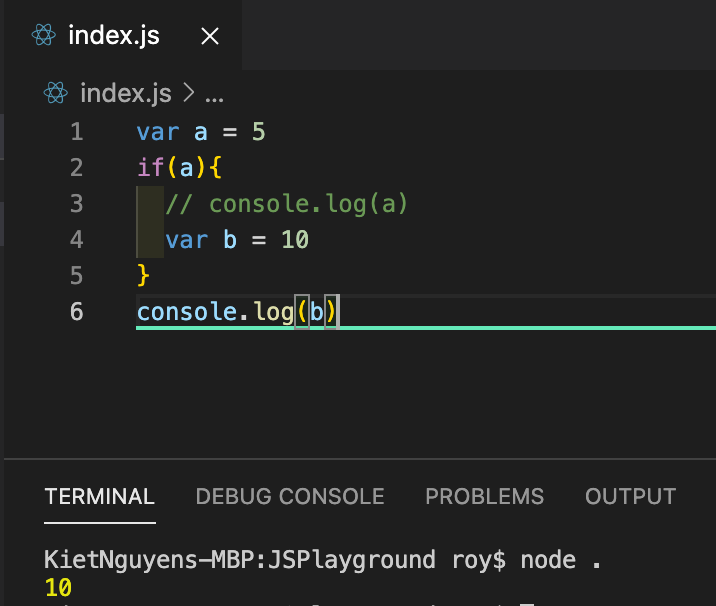 index.js
index.js > ...
1 var a = 5
2 if(a){
3 // console.log(a)
4 var b = 10
5 }
6 console.log(b)
TERMINAL DEBUG CONSOLE PROBLEMS OUTPUT
KietNguyens-MBP:JSPlayground roy$ node .
10